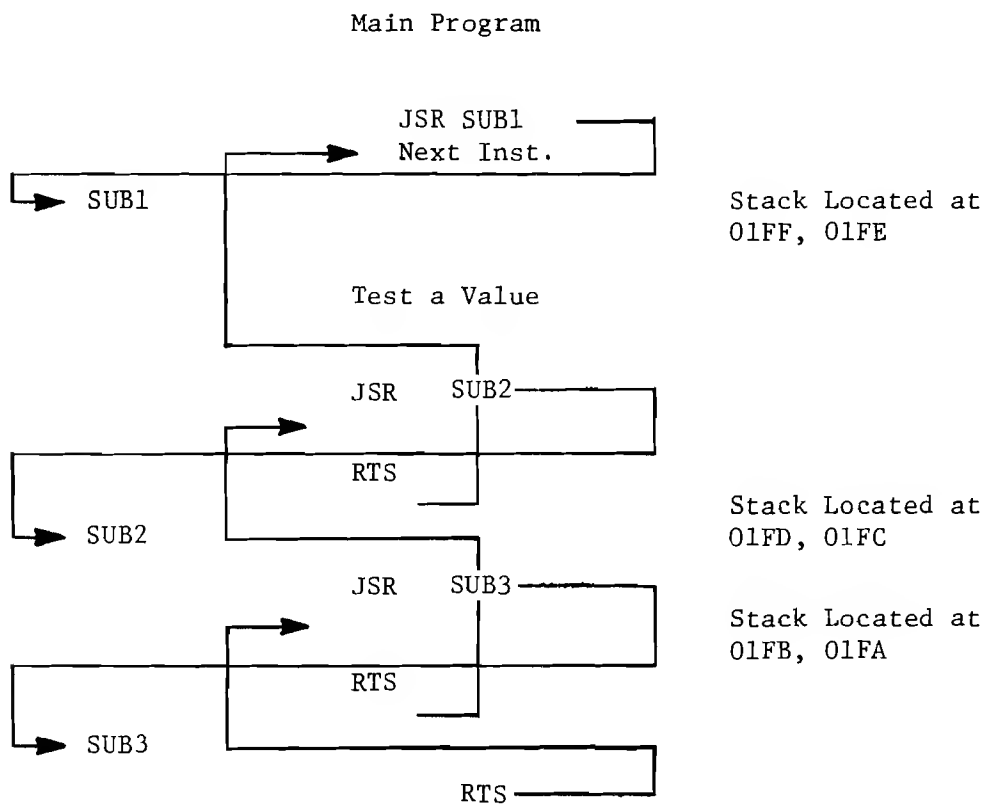 Main Program
JSR SUB1
Next Inst.
SUB1
Stack Located at
01FF, 01FE
Test a Value
JSR SUB2
RTS
SUB2
Stack Located at
01FD, 01FC
JSR SUB3
Stack Located at
01FB, 01FA
RTS
SUB3
RTS